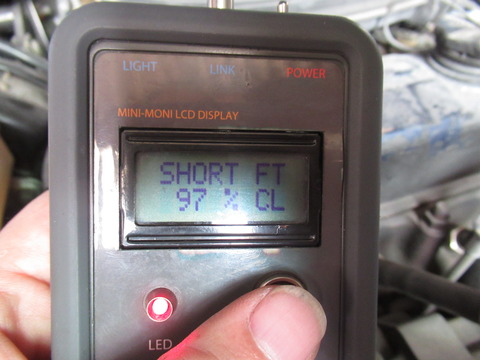 LIGHT LINK POWER
MINI-MONI LCD DISPLAY
SHORT FT
97 % CL
LED